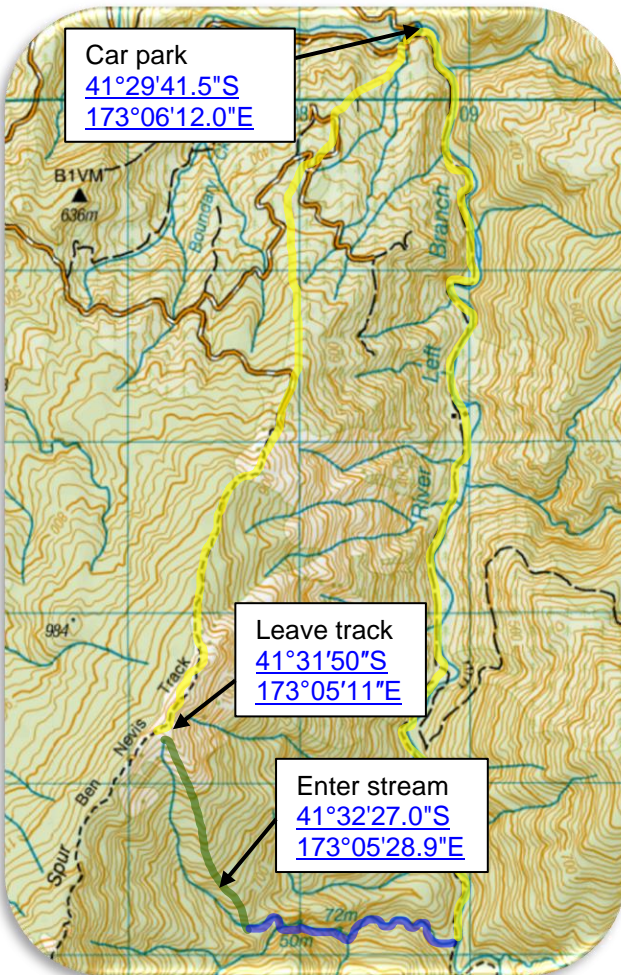 Car park
41°29'41.5"S
173°06'12.0"E
09
B1VM
636m
Branch
Left
River
984
Leave track
41°31′50″S
173°05′11″E
Spur Ben Nevis Track
Enter stream
41°32'27.0"S
173°05'28.9"E
72m
50m